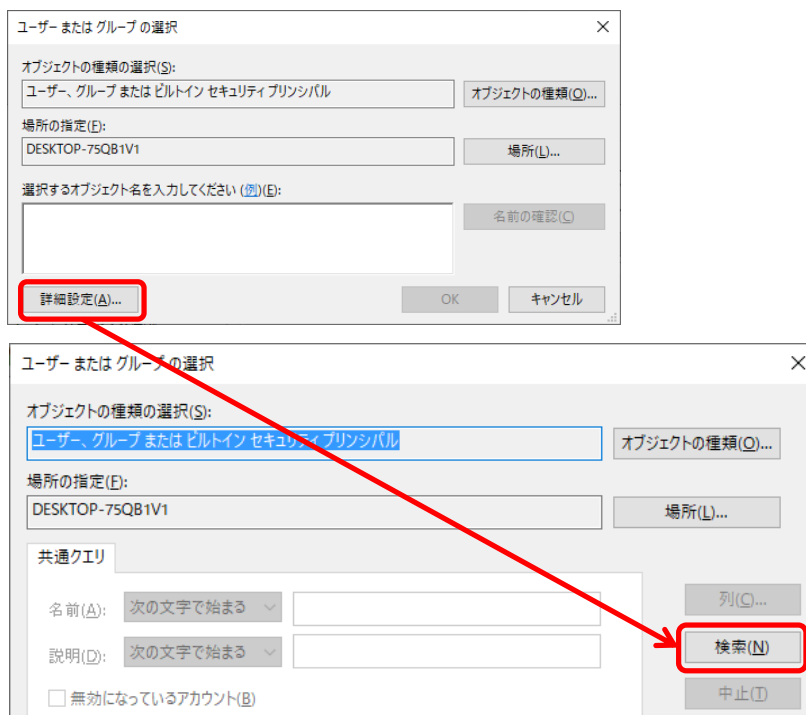 ユーザー または グループ の選択
オブジェクトの種類の選択(S):
ユーザー、グループ または ビルトイン セキュリティ プリンシパル
オブジェクトの種類(O)...
場所の指定(F):
DESKTOP-75QB1V1
場所(L)...
選択するオブジェクト名を入力してください (例)(E):
名前の確認(C)
詳細設定(A)...
OK
キャンセル
ユーザー または グループ の選択
オブジェクトの種類の選択(S):
ユーザー、グループ または ビルトイン セキュリティ プリンシパル
オブジェクトの種類(O)...
場所の指定(F):
DESKTOP-75QB1V1
場所(L)...
共通クエリ
名前(A): 次の文字で始まる
列(C)...
説明(D): 次の文字で始まる
検索(N)
無効になっているアカウント(B)
中止(T)